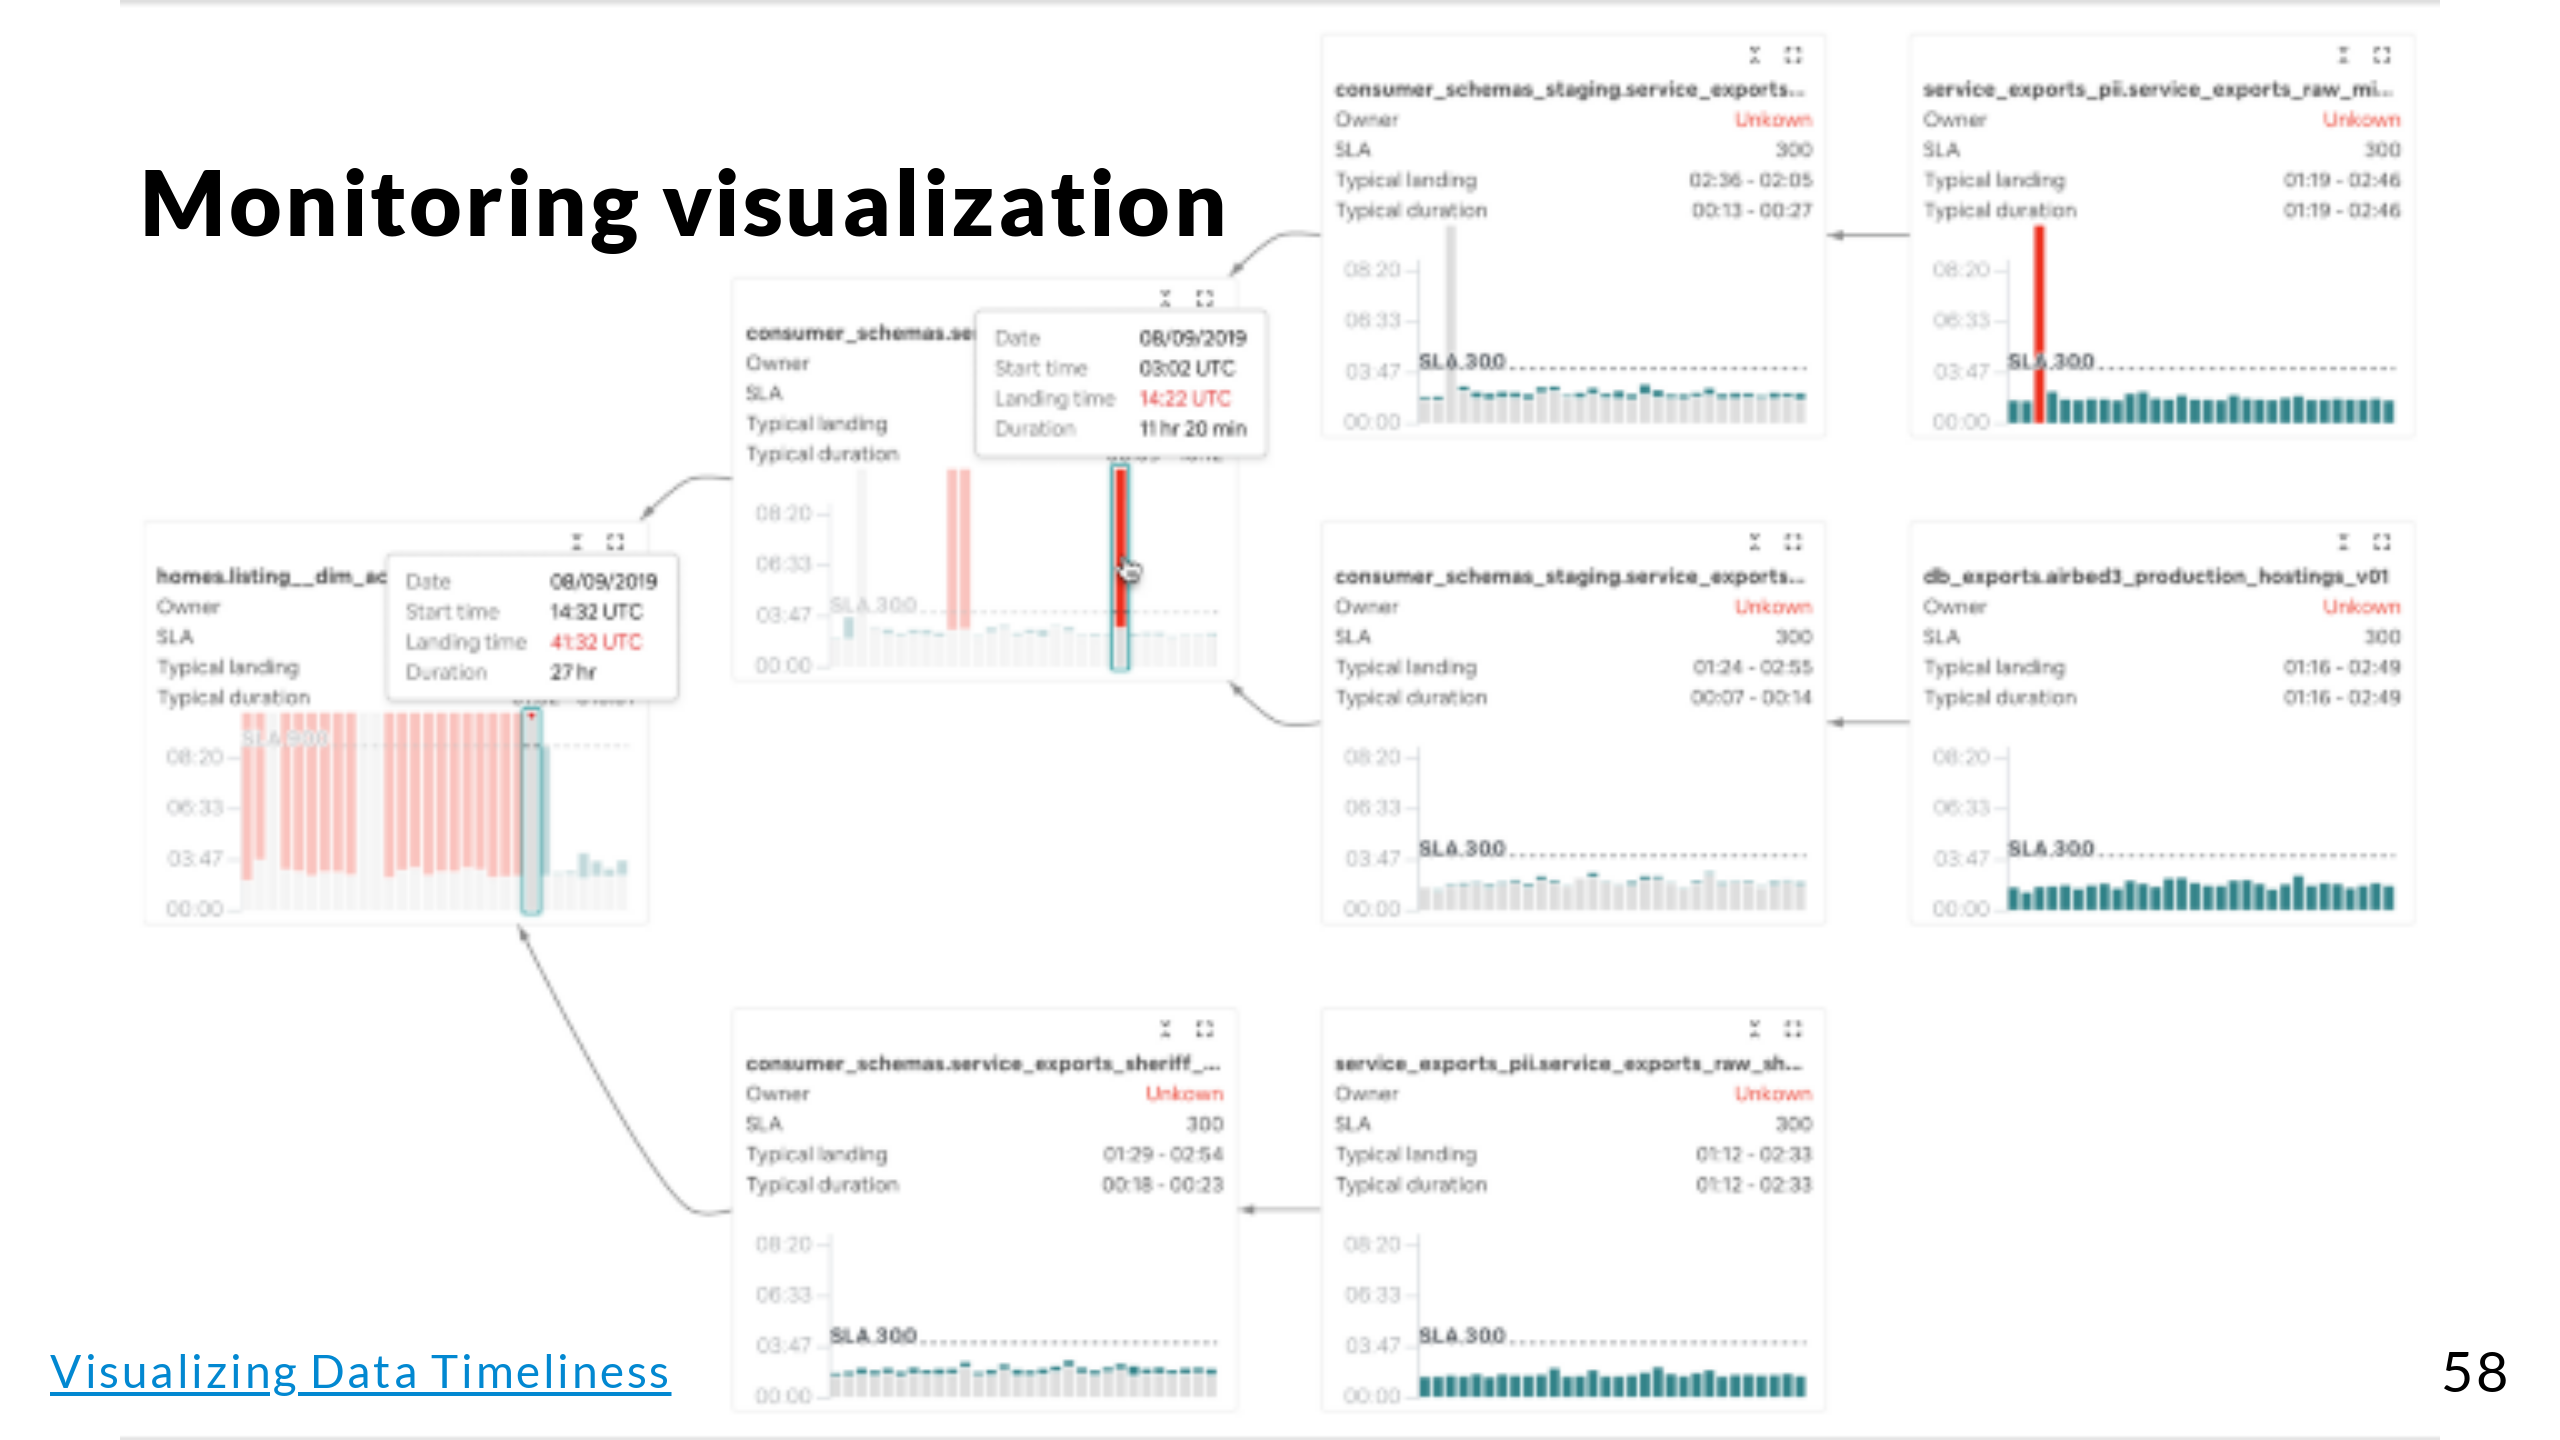 Monitoring visualization
consumer_schemas_staging.service_exports...
Owner Unkown
SLA 300
Typical landing 02:36 - 02:05
Typical duration 00:13 - 00:27
08:20
06:33
SLA 300
03:47
00:00
service_exports_pii.service_exports_raw_mi...
Owner Unkown
SLA 300
Typical landing 01:19 - 02:46
Typical duration 01:19 - 02:46
08:20
06:33
SLA 300
03:47
00:00
consumer_schemas.se
Owner
SLA
Typical landing
Typical duration
Date 08/09/2019
Start time 03:02 UTC
Landing time 14:22 UTC
Duration 11 hr 20 min
08:20
06:33
SLA 300
03:47
00:00
homes.listing__dim_ac
Owner
SLA
Typical landing
Typical duration
Date 08/09/2019
Start time 14:32 UTC
Landing time 41:32 UTC
Duration 27 hr
SLA
08:20
06:33
03:47
00:00
consumer_schemas_staging.service_exports...
Owner Unkown
SLA 300
Typical landing 01:24 - 02:55
Typical duration 00:07 - 00:14
08:20
06:33
SLA 300
03:47
00:00
db_exports.airbed3_production_hostings_v01
Owner Unkown
SLA 300
Typical landing 01:16 - 02:49
Typical duration 01:16 - 02:49
08:20
06:33
SLA 300
03:47
00:00
consumer_schemas.service_exports_sheriff_...
Owner Unkown
SLA 300
Typical landing 01:29 - 02:54
Typical duration 00:18 - 00:23
08:20
06:33
SLA 300
03:47
00:00
service_exports_pii.service_exports_raw_sh...
Owner Unkown
SLA 300
Typical landing 01:12 - 02:33
Typical duration 01:12 - 02:33
08:20
06:33
SLA 300
03:47
00:00
Visualizing Data Timeliness
58